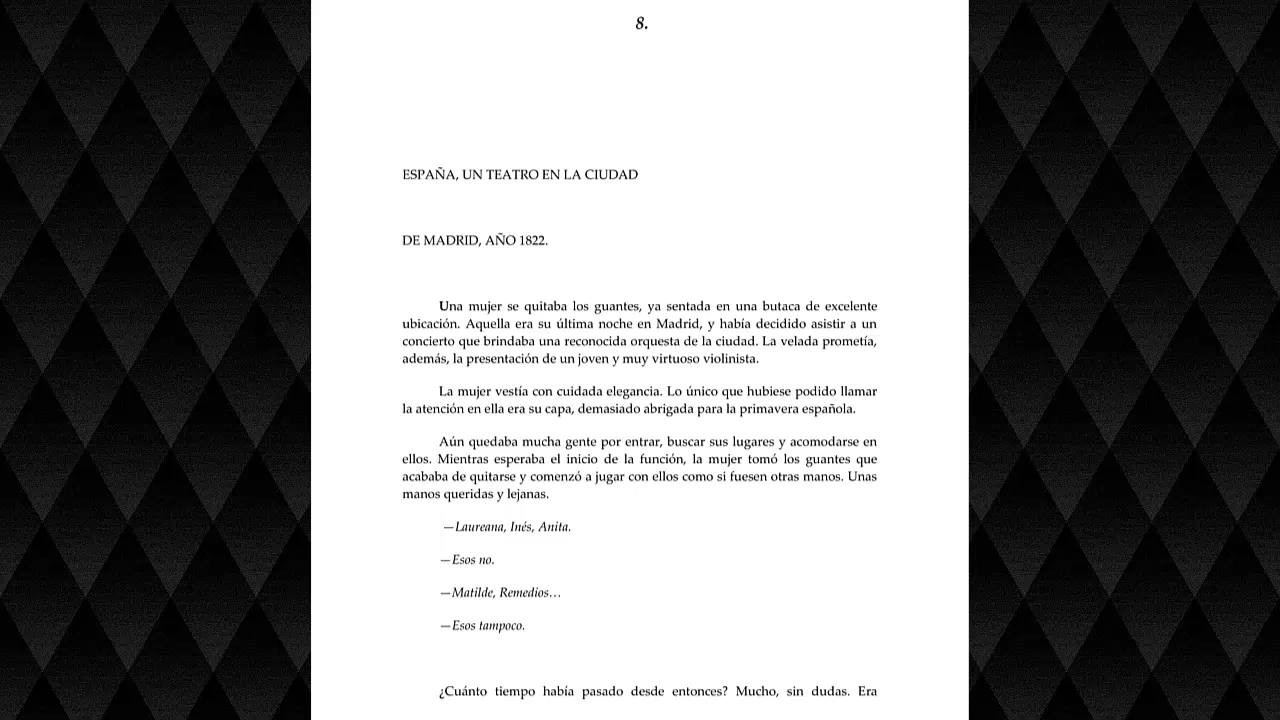 8.
ESPAÑA, UN TEATRO EN LA CIUDAD
DE MADRID, AÑO 1822.
Una mujer se quitaba los guantes, ya sentada en una butaca de excelente
ubicación. Aquella era su última noche en Madrid, y había decidido asistir a un
concierto que brindaba una reconocida orquesta de la ciudad. La velada prometía,
además, la presentación de un joven y muy virtuoso violinista.
La mujer vestía con cuidada elegancia. Lo único que hubiese podido llamar
la atención en ella era su capa, demasiado abrigada para la primavera española.
Aún quedaba mucha gente por entrar, buscar sus lugares y acomodarse en
ellos. Mientras esperaba el inicio de la función, la mujer tomó los guantes que
acababa de quitarse y comenzó a jugar con ellos como si fuesen otras manos. Unas
manos queridas y lejanas.
—Laureana, Inés, Anita.
—Esos no.
—Matilde, Remedios…
—Esos tampoco.
¿Cuánto tiempo había pasado desde entonces? Mucho, sin dudas. Era